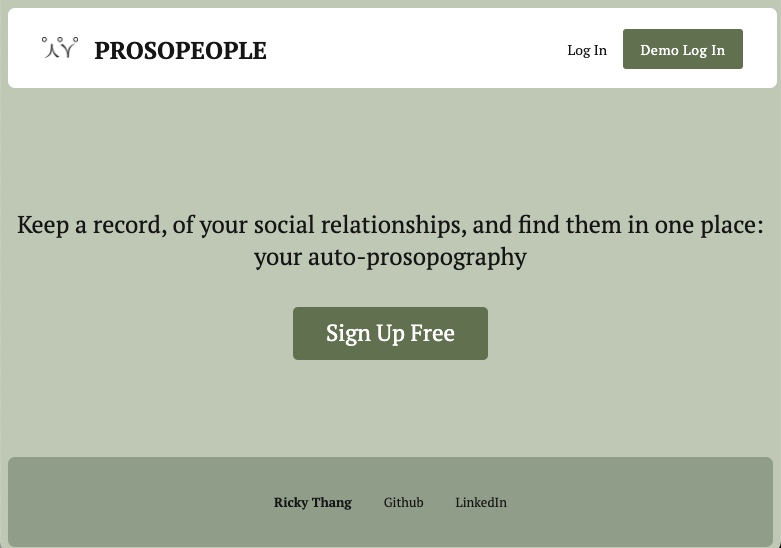 PROSOPEOPLE
Log In
Demo Log In
Keep a record, of your social relationships, and find them in one place:
your auto-prosopography
Sign Up Free
Ricky Thang
Github
LinkedIn